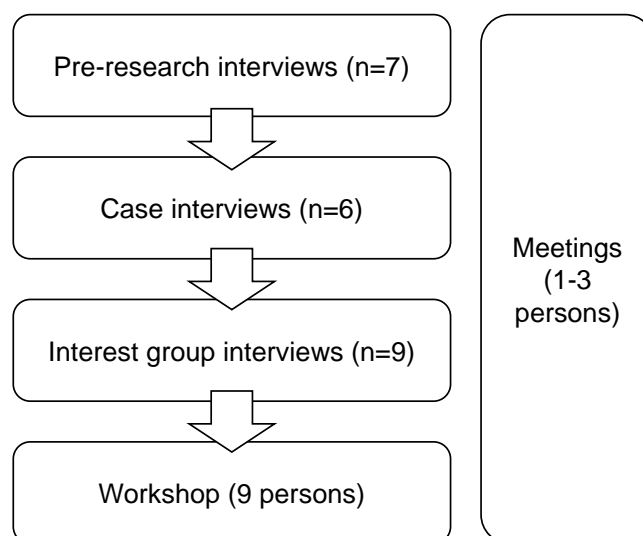 Pre-research interviews (n=7)
Case interviews (n=6)
Interest group interviews (n=9)
Workshop (9 persons)
Meetings
(1-3
persons)